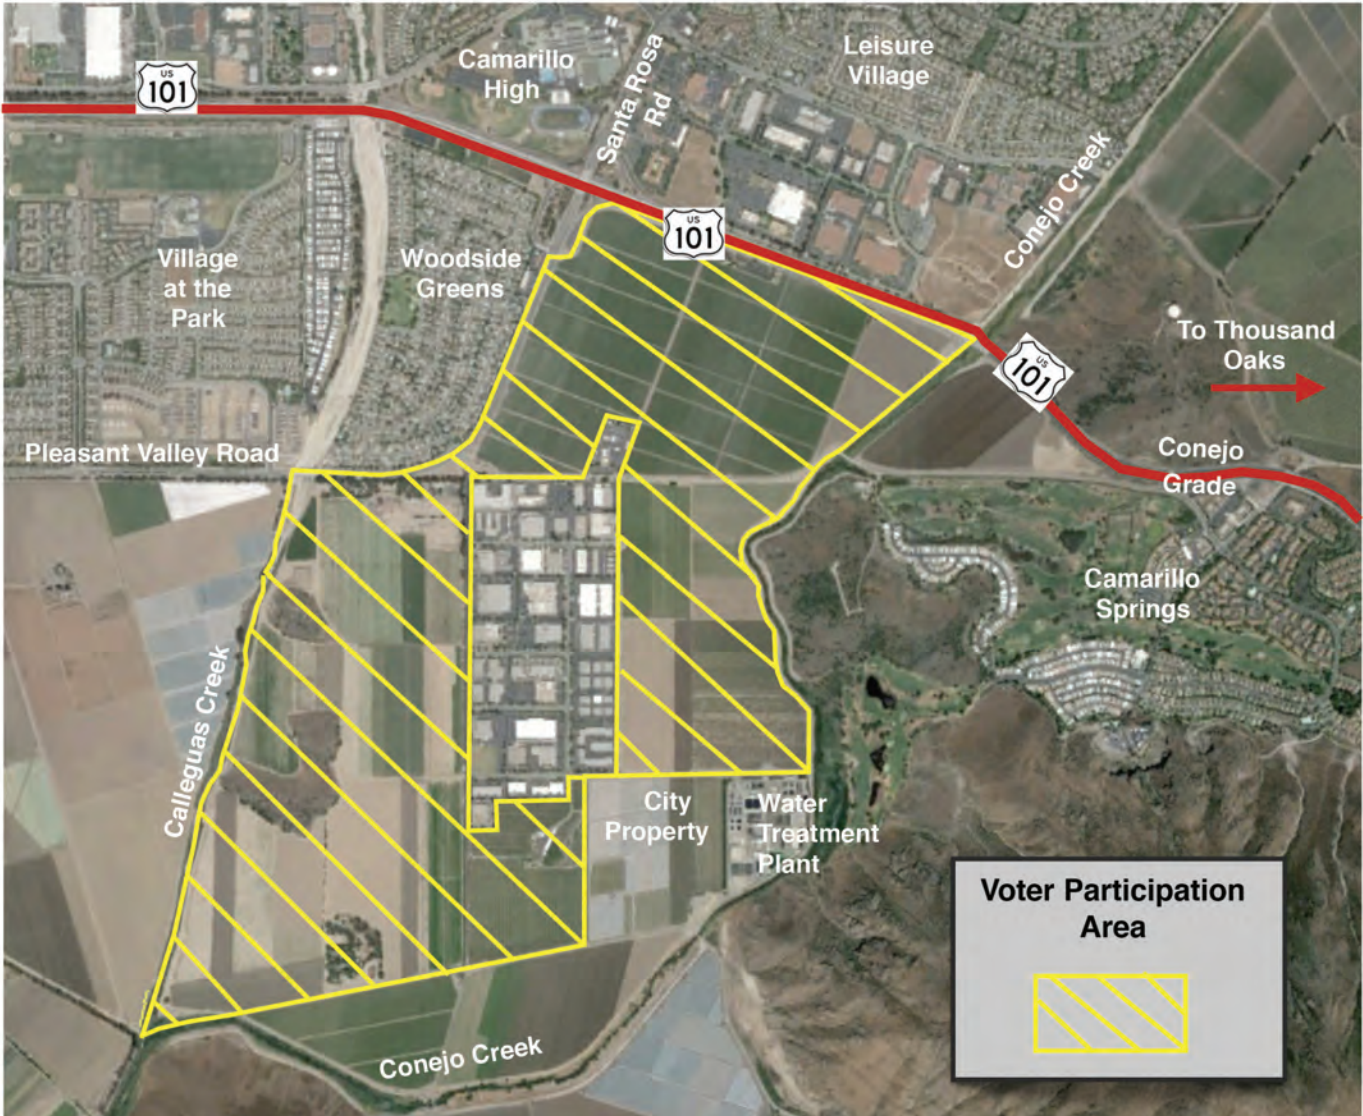 US
101
Camarillo
High
Santa Rosa
Rd
Leisure
Village
Conejo Creek
US
101
Village
at the
Park
Woodside
Greens
US
101
To Thousand
Oaks
Pleasant Valley Road
Conejo
Grade
Camarillo
Springs
Calleguas Creek
City
Property
Water
Treatment
Plant
Voter Participation
Area
Conejo Creek